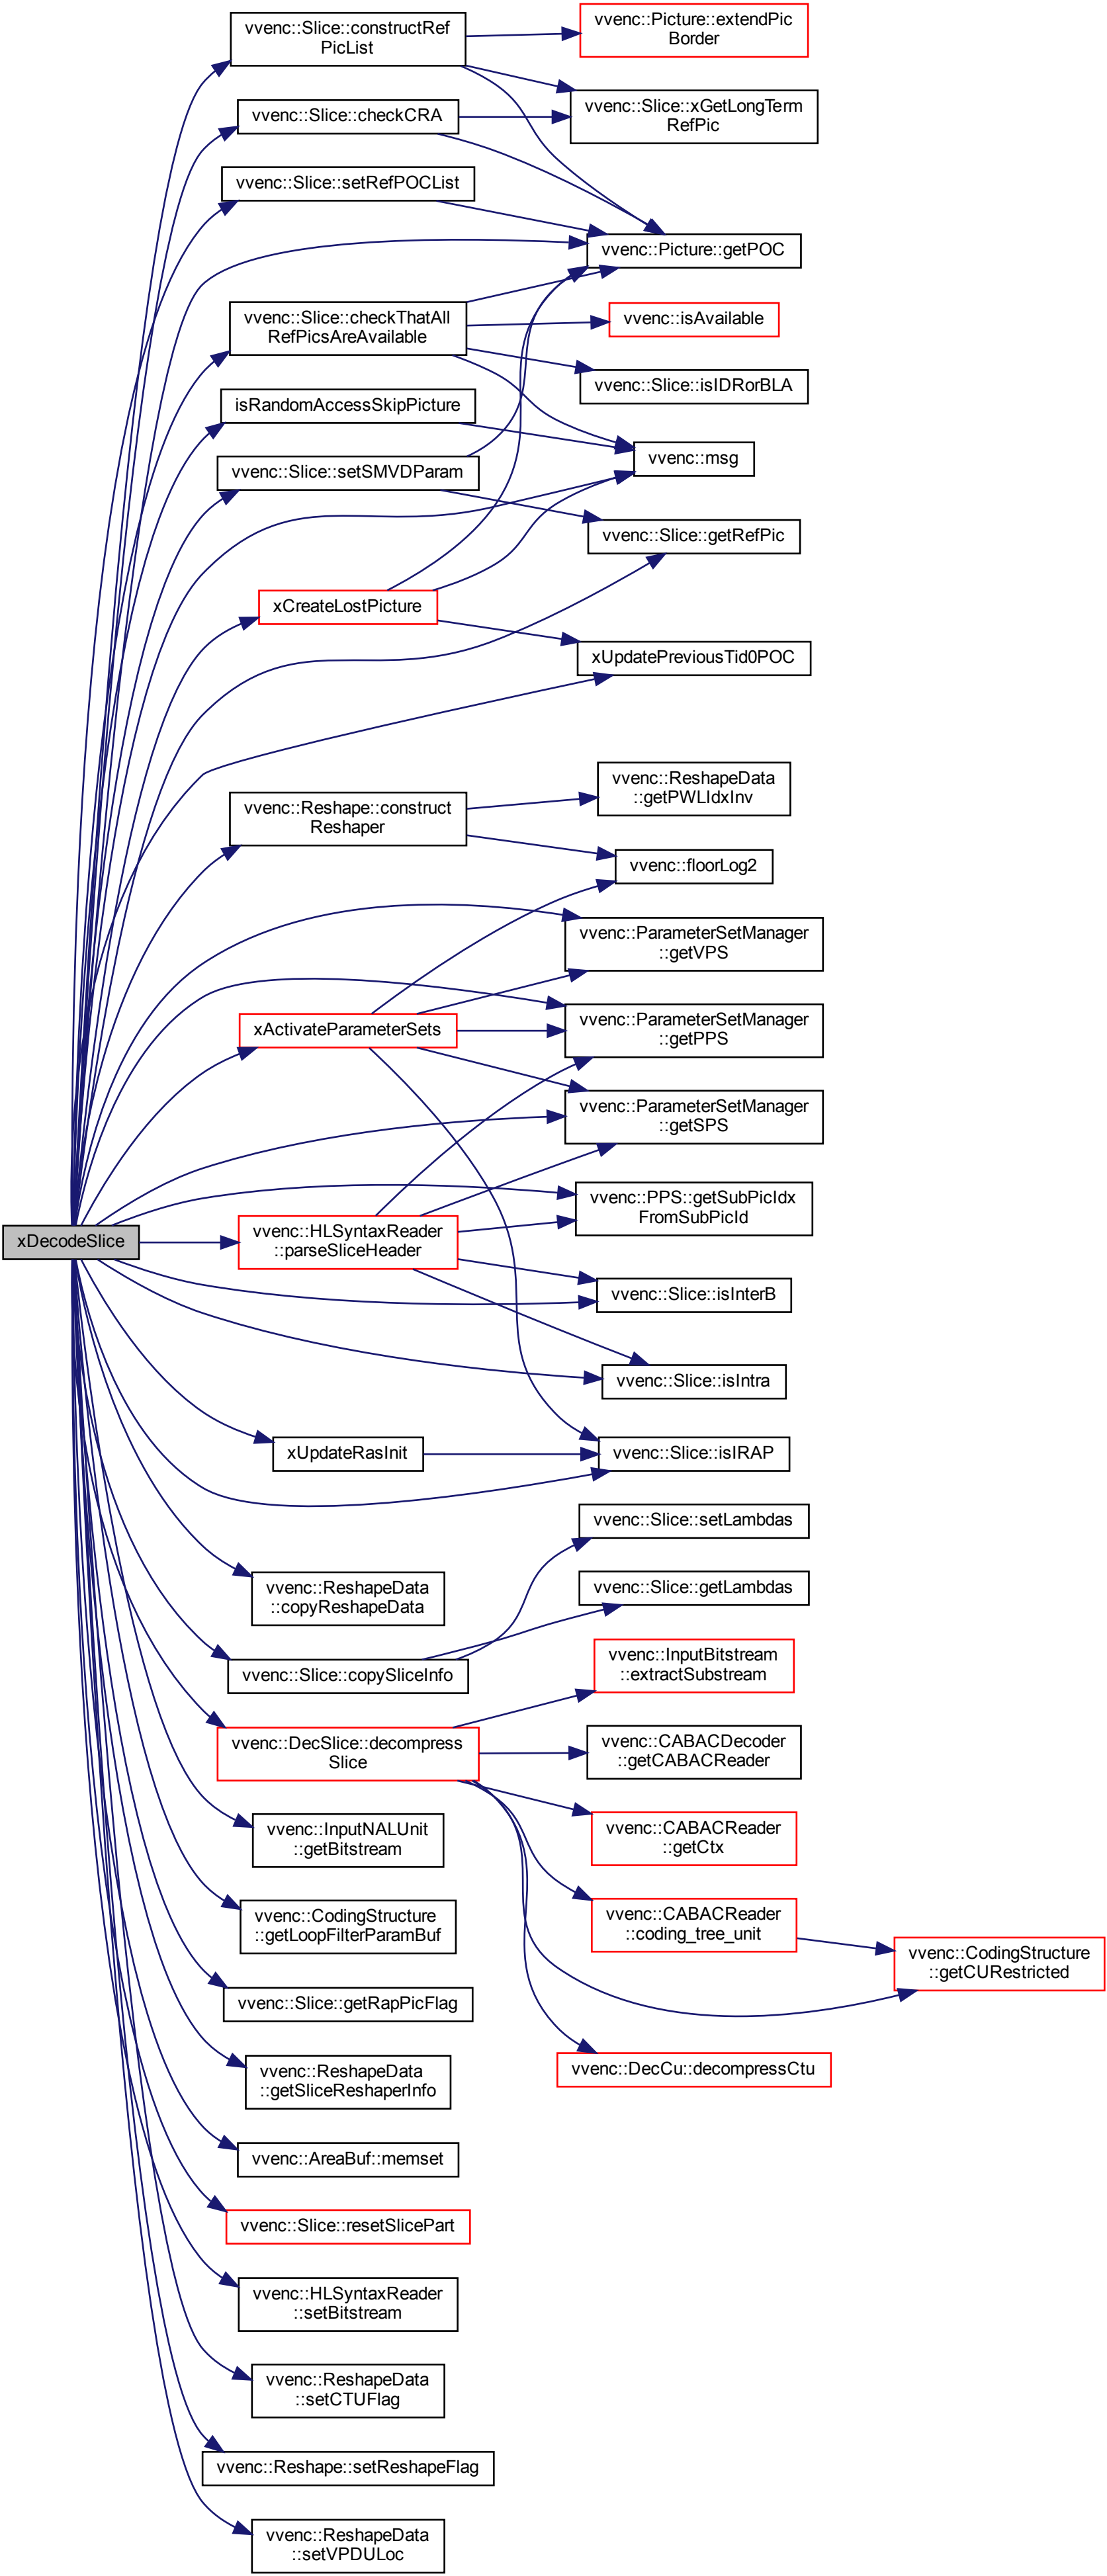 vvenc::Slice::constructRef
PicList
vvenc::Picture::extendPic
Border
vvenc::Slice::xGetLongTerm
RefPic
vvenc::Slice::checkCRA
vvenc::Slice::setRefPOCList
vvenc::Picture::getPOC
vvenc::Slice::checkThatAll
RefPicsAreAvailable
vvenc::isAvailable
vvenc::Slice::isIDRorBLA
isRandomAccessSkipPicture
vvenc::msg
vvenc::Slice::setSMVDParam
vvenc::Slice::getRefPic
xCreateLostPicture
xUpdatePreviousTid0POC
vvenc::Reshape::construct
Reshaper
vvenc::ReshapeData
::getPWLIdxInv
vvenc::floorLog2
vvenc::ParameterSetManager
::getVPS
xActivateParameterSets
vvenc::ParameterSetManager
::getPPS
vvenc::ParameterSetManager
::getSPS
xDecodeSlice
vvenc::HLSyntaxReader
::parseSliceHeader
vvenc::PPS::getSubPicIdx
FromSubPicId
vvenc::Slice::isInterB
vvenc::Slice::isIntra
xUpdateRasInit
vvenc::Slice::isIRAP
vvenc::Slice::setLambdas
vvenc::ReshapeData
::copyReshapeData
vvenc::Slice::getLambdas
vvenc::Slice::copySliceInfo
vvenc::InputBitstream
::extractSubstream
vvenc::DecSlice::decompress
Slice
vvenc::CABACDecoder
::getCABACReader
vvenc::InputNALUnit
::getBitstream
vvenc::CABACReader
::getCtx
vvenc::CodingStructure
::getLoopFilterParamBuf
vvenc::CABACReader
::coding_tree_unit
vvenc::CodingStructure
::getCURestricted
vvenc::Slice::getRapPicFlag
vvenc::ReshapeData
::getSliceReshaperInfo
vvenc::DecCu::decompressCtu
vvenc::AreaBuf::memset
vvenc::Slice::resetSlicePart
vvenc::HLSyntaxReader
::setBitstream
vvenc::ReshapeData
::setCTUFlag
vvenc::Reshape::setReshapeFlag
vvenc::ReshapeData
::setVPDULoc